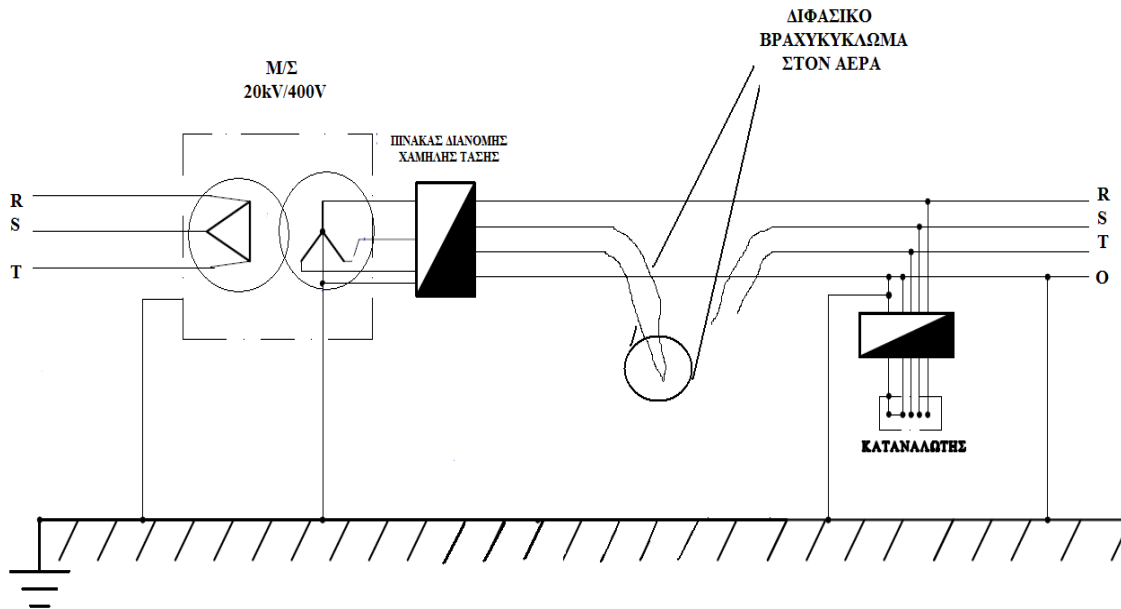 ΔΙΦΑΣΙΚΟ
ΒΡΑΧΥΚΥΚΛΩΜΑ
ΣΤΟΝ ΑΕΡΑ
Μ/Σ
20kV/400V
ΠΙΝΑΚΑΣ ΔΙΑΝΟΜΗΣ
ΧΑΜΗΛΗΣ ΤΑΣΗΣ
R
S
T
R
S
T
O
ΚΑΤΑΝΑΛΩΤΗΣ